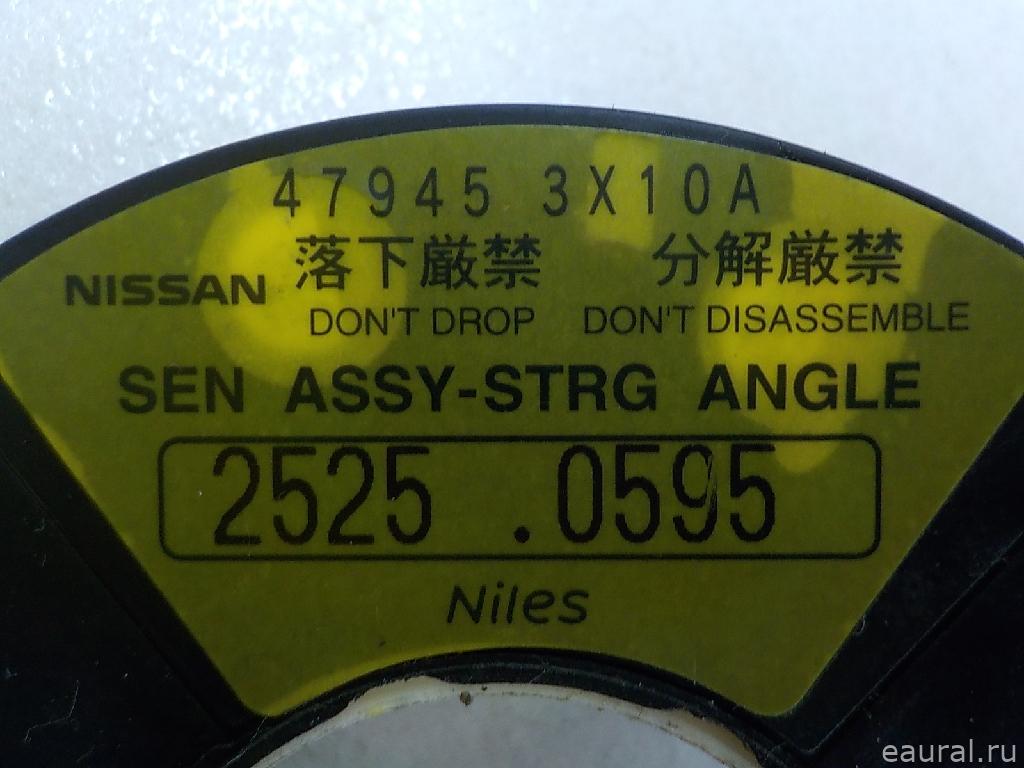 47945 3X10A
NISSAN 落下厳禁 分解厳禁
DON'T DROP DON'T DISASSEMBLE
SEN ASSY-STRG ANGLE
2525 .0595
Niles
eaural.ru